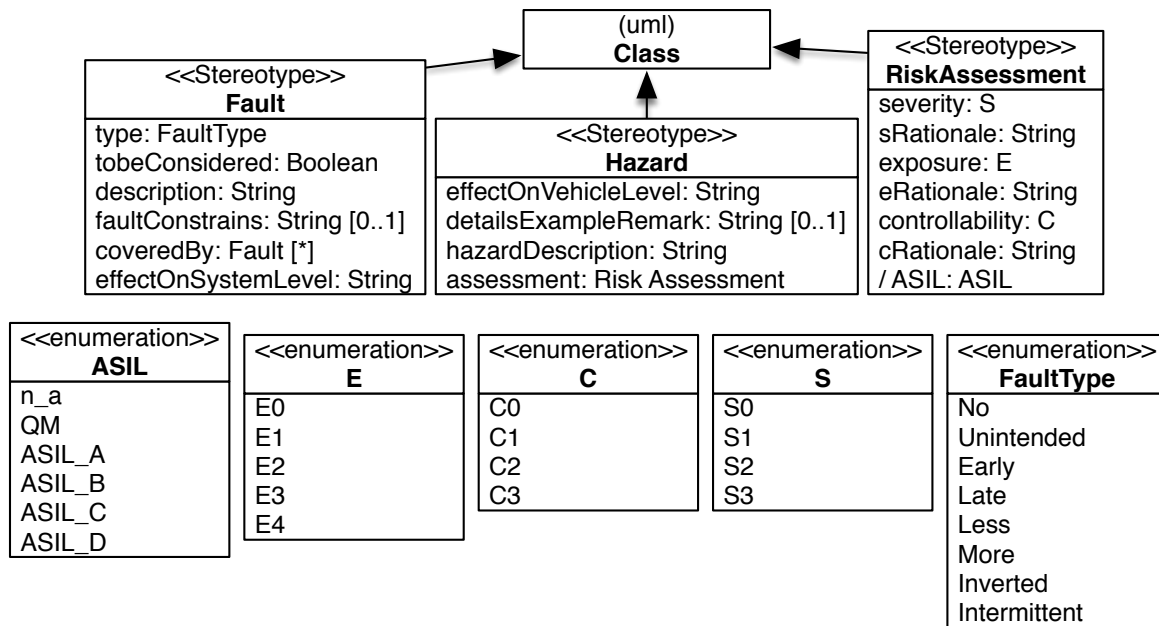 (uml)
Class
<<Stereotype>>
Fault
type: FaultType
tobeConsidered: Boolean
description: String
faultConstrains: String [0..1]
coveredBy: Fault [*]
effectOnSystemLevel: String
<<Stereotype>>
Hazard
effectOnVehicleLevel: String
detailsExampleRemark: String [0..1]
hazardDescription: String
assessment: Risk Assessment
<<Stereotype>>
RiskAssessment
severity: S
sRationale: String
exposure: E
eRationale: String
controllability: C
cRationale: String
/ ASIL: ASIL
<<enumeration>>
ASIL
n_a
QM
ASIL_A
ASIL_B
ASIL_C
ASIL_D
<<enumeration>>
E
E0
E1
E2
E3
E4
<<enumeration>>
C
C0
C1
C2
C3
<<enumeration>>
S
S0
S1
S2
S3
<<enumeration>>
FaultType
No
Unintended
Early
Late
Less
More
Inverted
Intermittent